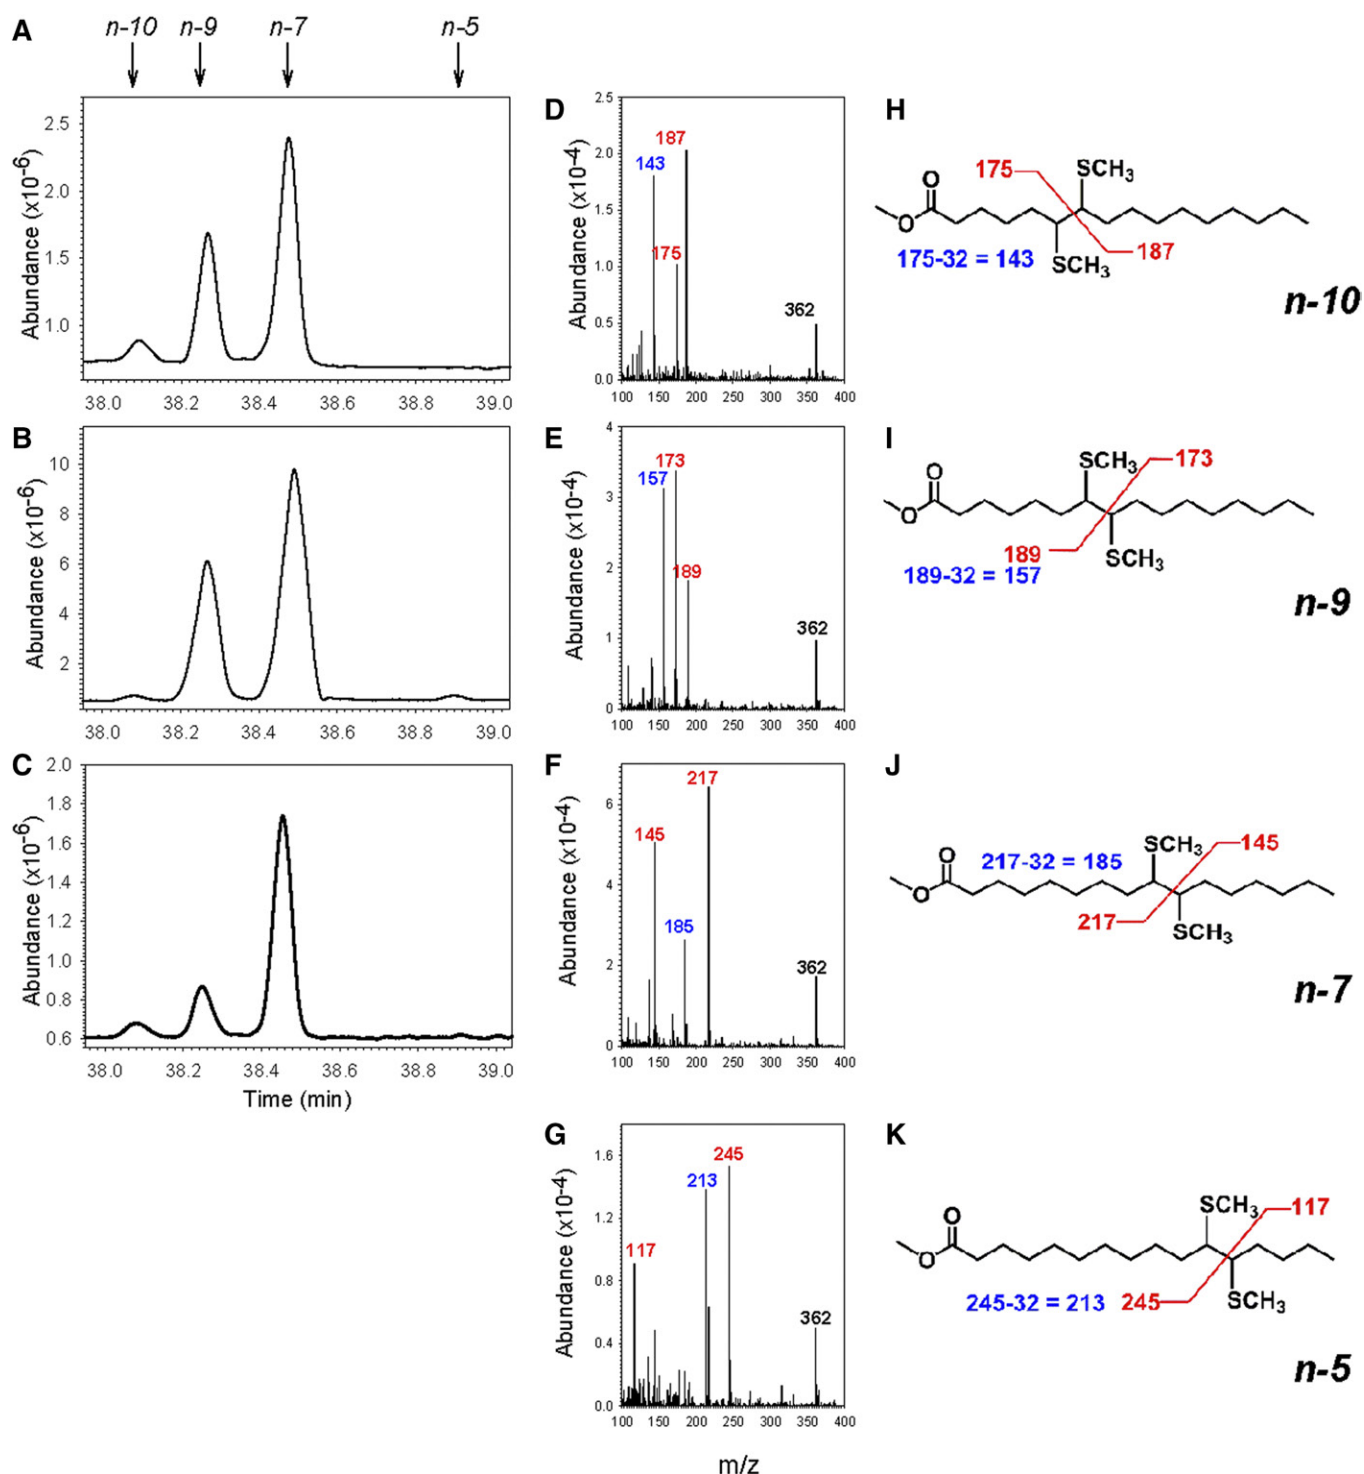 A
n-10 n-9 n-7 n-5
Abundance (x10-6)
2.5
2.0
1.5
1.0
38.0 38.2 38.4 38.6 38.8 39.0
D
Abundance (x10-4)
2.5
2.0
1.5
1.0
0.5
0.0
187
143
175
362
100 150 200 250 300 350 400
H
175
SCH3
O
O
187
175-32 = 143
SCH3
n-10
B
Abundance (x10-6)
10
8
6
4
2
38.0 38.2 38.4 38.6 38.8 39.0
E
Abundance (x10-4)
4
3
2
1
0
173
157
189
362
100 150 200 250 300 350 400
I
SCH3
173
O
O
189
SCH3
189-32 = 157
n-9
C
Abundance (x10-6)
2.0
1.8
1.6
1.4
1.2
1.0
0.8
0.6
38.0 38.2 38.4 38.6 38.8 39.0
Time (min)
F
Abundance (x10-4)
6
4
2
0
217
145
185
362
100 150 200 250 300 350 400
J
SCH3
145
217-32 = 185
O
O
217
SCH3
n-7
G
Abundance (x10-4)
1.6
1.2
0.8
0.4
0.0
245
213
117
362
100 150 200 250 300 350 400
m/z
K
SCH3
117
O
O
245-32 = 213
245
SCH3
n-5